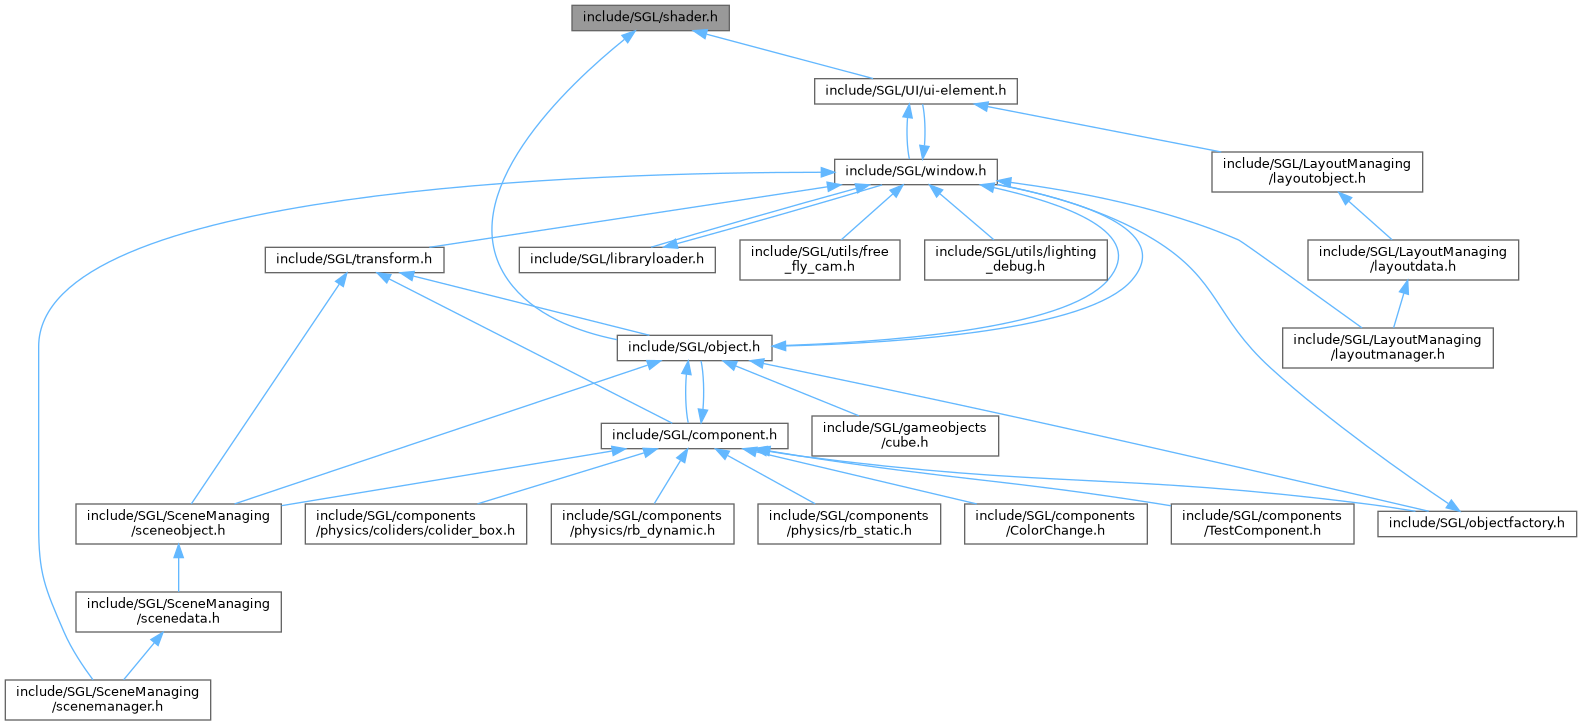 include/SGL/shader.h
include/SGL/UI/ui-element.h
include/SGL/window.h
include/SGL/LayoutManaging
/layoutobject.h
include/SGL/transform.h
include/SGL/libraryloader.h
include/SGL/utils/free
_fly_cam.h
include/SGL/utils/lighting
_debug.h
include/SGL/LayoutManaging
/layoutdata.h
include/SGL/object.h
include/SGL/LayoutManaging
/layoutmanager.h
include/SGL/component.h
include/SGL/gameobjects
/cube.h
include/SGL/SceneManaging
/sceneobject.h
include/SGL/components
/physics/coliders/colider_box.h
include/SGL/components
/physics/rb_dynamic.h
include/SGL/components
/physics/rb_static.h
include/SGL/components
/ColorChange.h
include/SGL/components
/TestComponent.h
include/SGL/objectfactory.h
include/SGL/SceneManaging
/scenedata.h
include/SGL/SceneManaging
/scenemanager.h